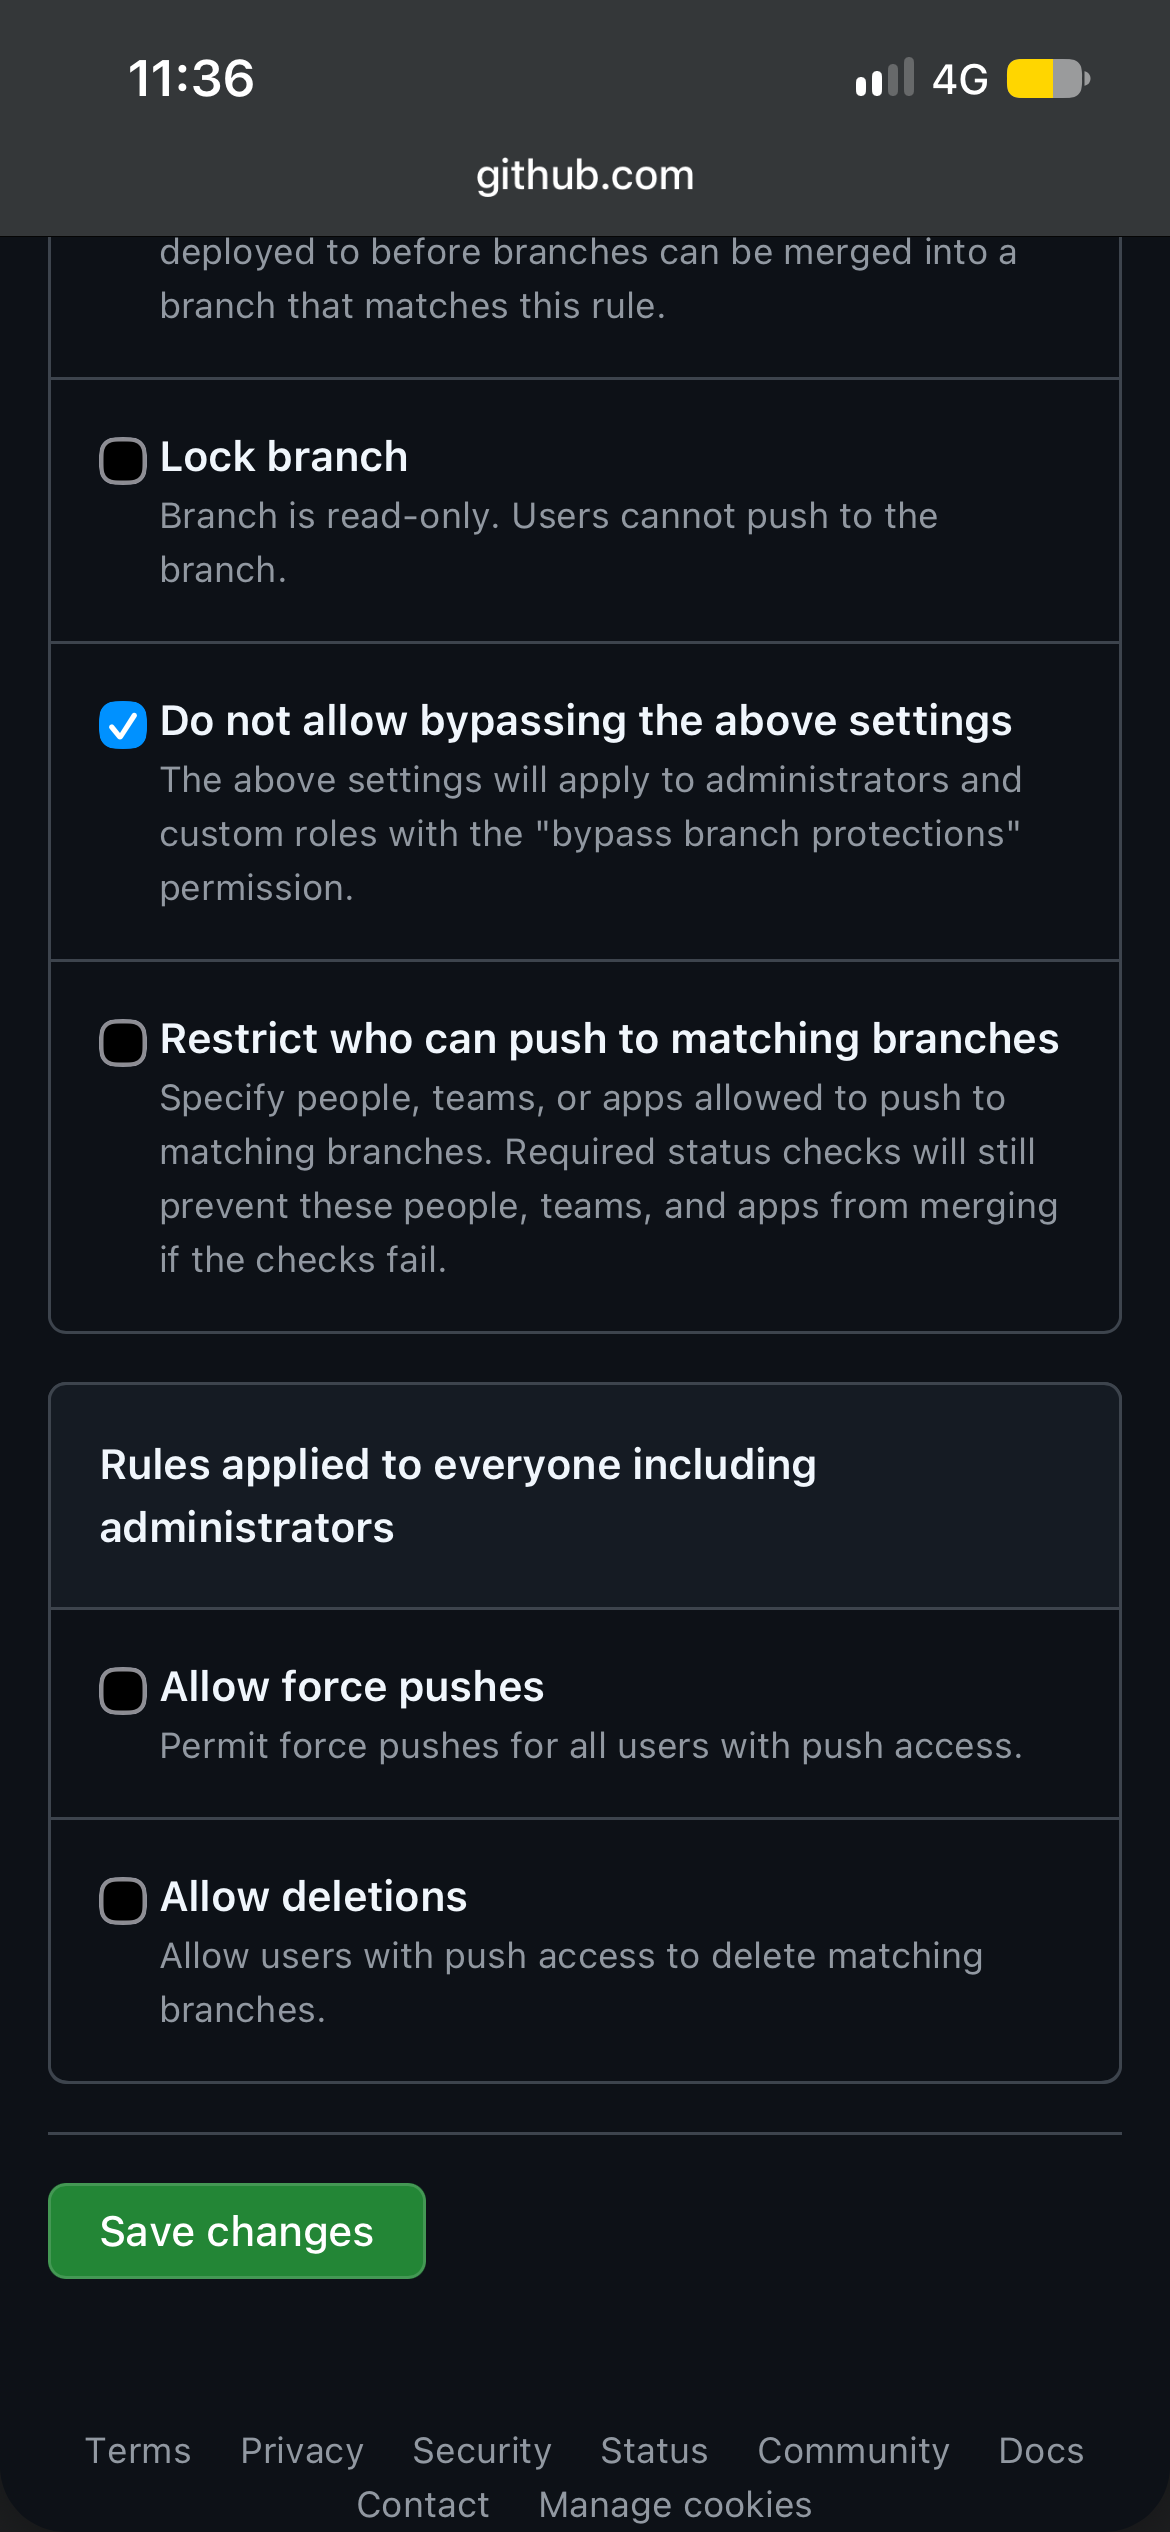 11:36
4G
github.com
deployed to before branches can be merged into a
branch that matches this rule.
Lock branch
Branch is read-only. Users cannot push to the
branch.
Do not allow bypassing the above settings
The above settings will apply to administrators and
custom roles with the "bypass branch protections"
permission.
Restrict who can push to matching branches
Specify people, teams, or apps allowed to push to
matching branches. Required status checks will still
prevent these people, teams, and apps from merging
if the checks fail.
Rules applied to everyone including
administrators
Allow force pushes
Permit force pushes for all users with push access.
Allow deletions
Allow users with push access to delete matching
branches.
Save changes
Terms Privacy Security Status Community Docs
Contact Manage cookies